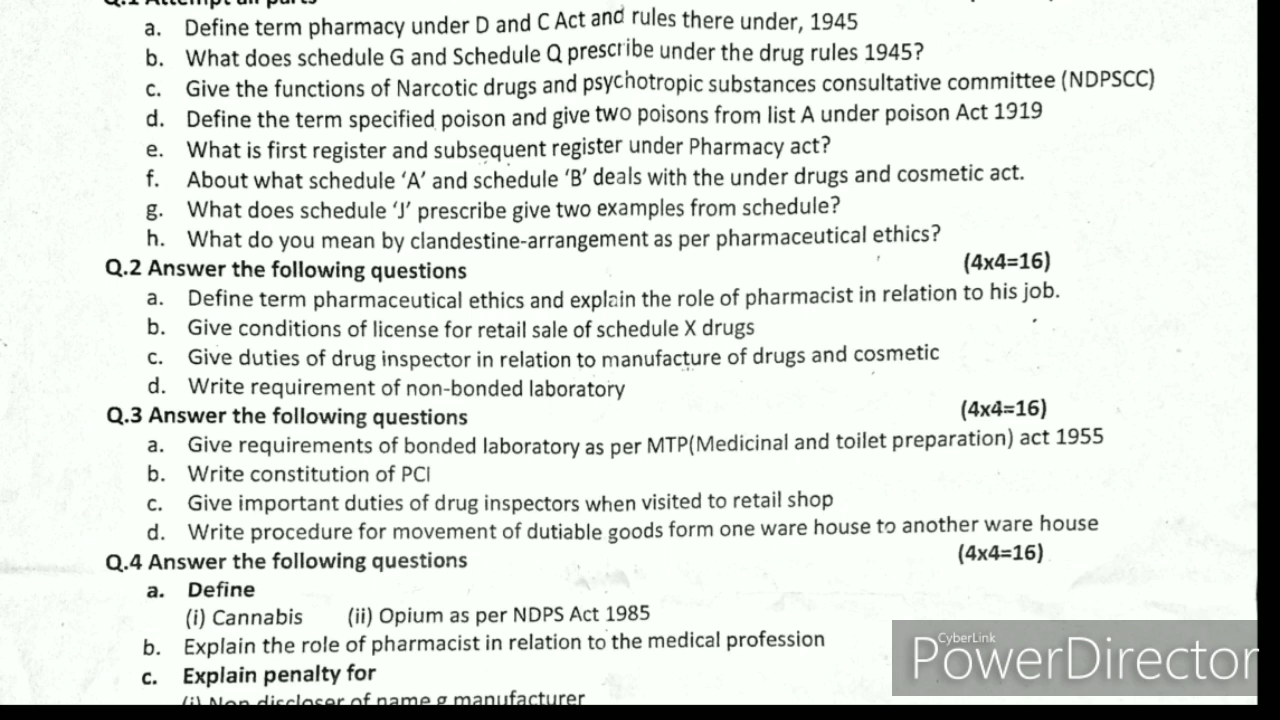 Q.1 Attempt all parts
a. Define term pharmacy under D and C Act and rules there under, 1945
b. What does schedule G and Schedule Q prescribe under the drug rules 1945?
c. Give the functions of Narcotic drugs and psychotropic substances consultative committee (NDPSCC)
d. Define the term specified poison and give two poisons from list A under poison Act 1919
e. What is first register and subsequent register under Pharmacy act?
f. About what schedule ‘A’ and schedule ‘B’ deals with the under drugs and cosmetic act.
g. What does schedule ‘J’ prescribe give two examples from schedule?
h. What do you mean by clandestine-arrangement as per pharmaceutical ethics?
Q.2 Answer the following questions (4x4=16)
a. Define term pharmaceutical ethics and explain the role of pharmacist in relation to his job.
b. Give conditions of license for retail sale of schedule X drugs
c. Give duties of drug inspector in relation to manufacture of drugs and cosmetic
d. Write requirement of non-bonded laboratory
Q.3 Answer the following questions (4x4=16)
a. Give requirements of bonded laboratory as per MTP(Medicinal and toilet preparation) act 1955
b. Write constitution of PCI
c. Give important duties of drug inspectors when visited to retail shop
d. Write procedure for movement of dutiable goods form one ware house to another ware house
Q.4 Answer the following questions (4x4=16)
a. Define
(i) Cannabis (ii) Opium as per NDPS Act 1985
b. Explain the role of pharmacist in relation to the medical profession
c. Explain penalty for
(i) Non discloser of name g manufacturer
CyberLink
PowerDirector